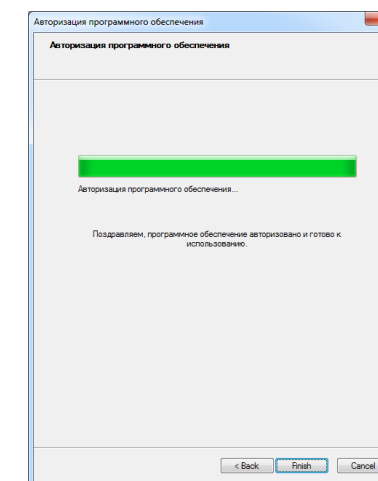 Авторизация программного обеспечения
Авторизация программного обеспечения
Авторизация программного обеспечения...
Поздравляем, программное обеспечение авторизовано и готово к
использованию.
< Back Finish Cancel